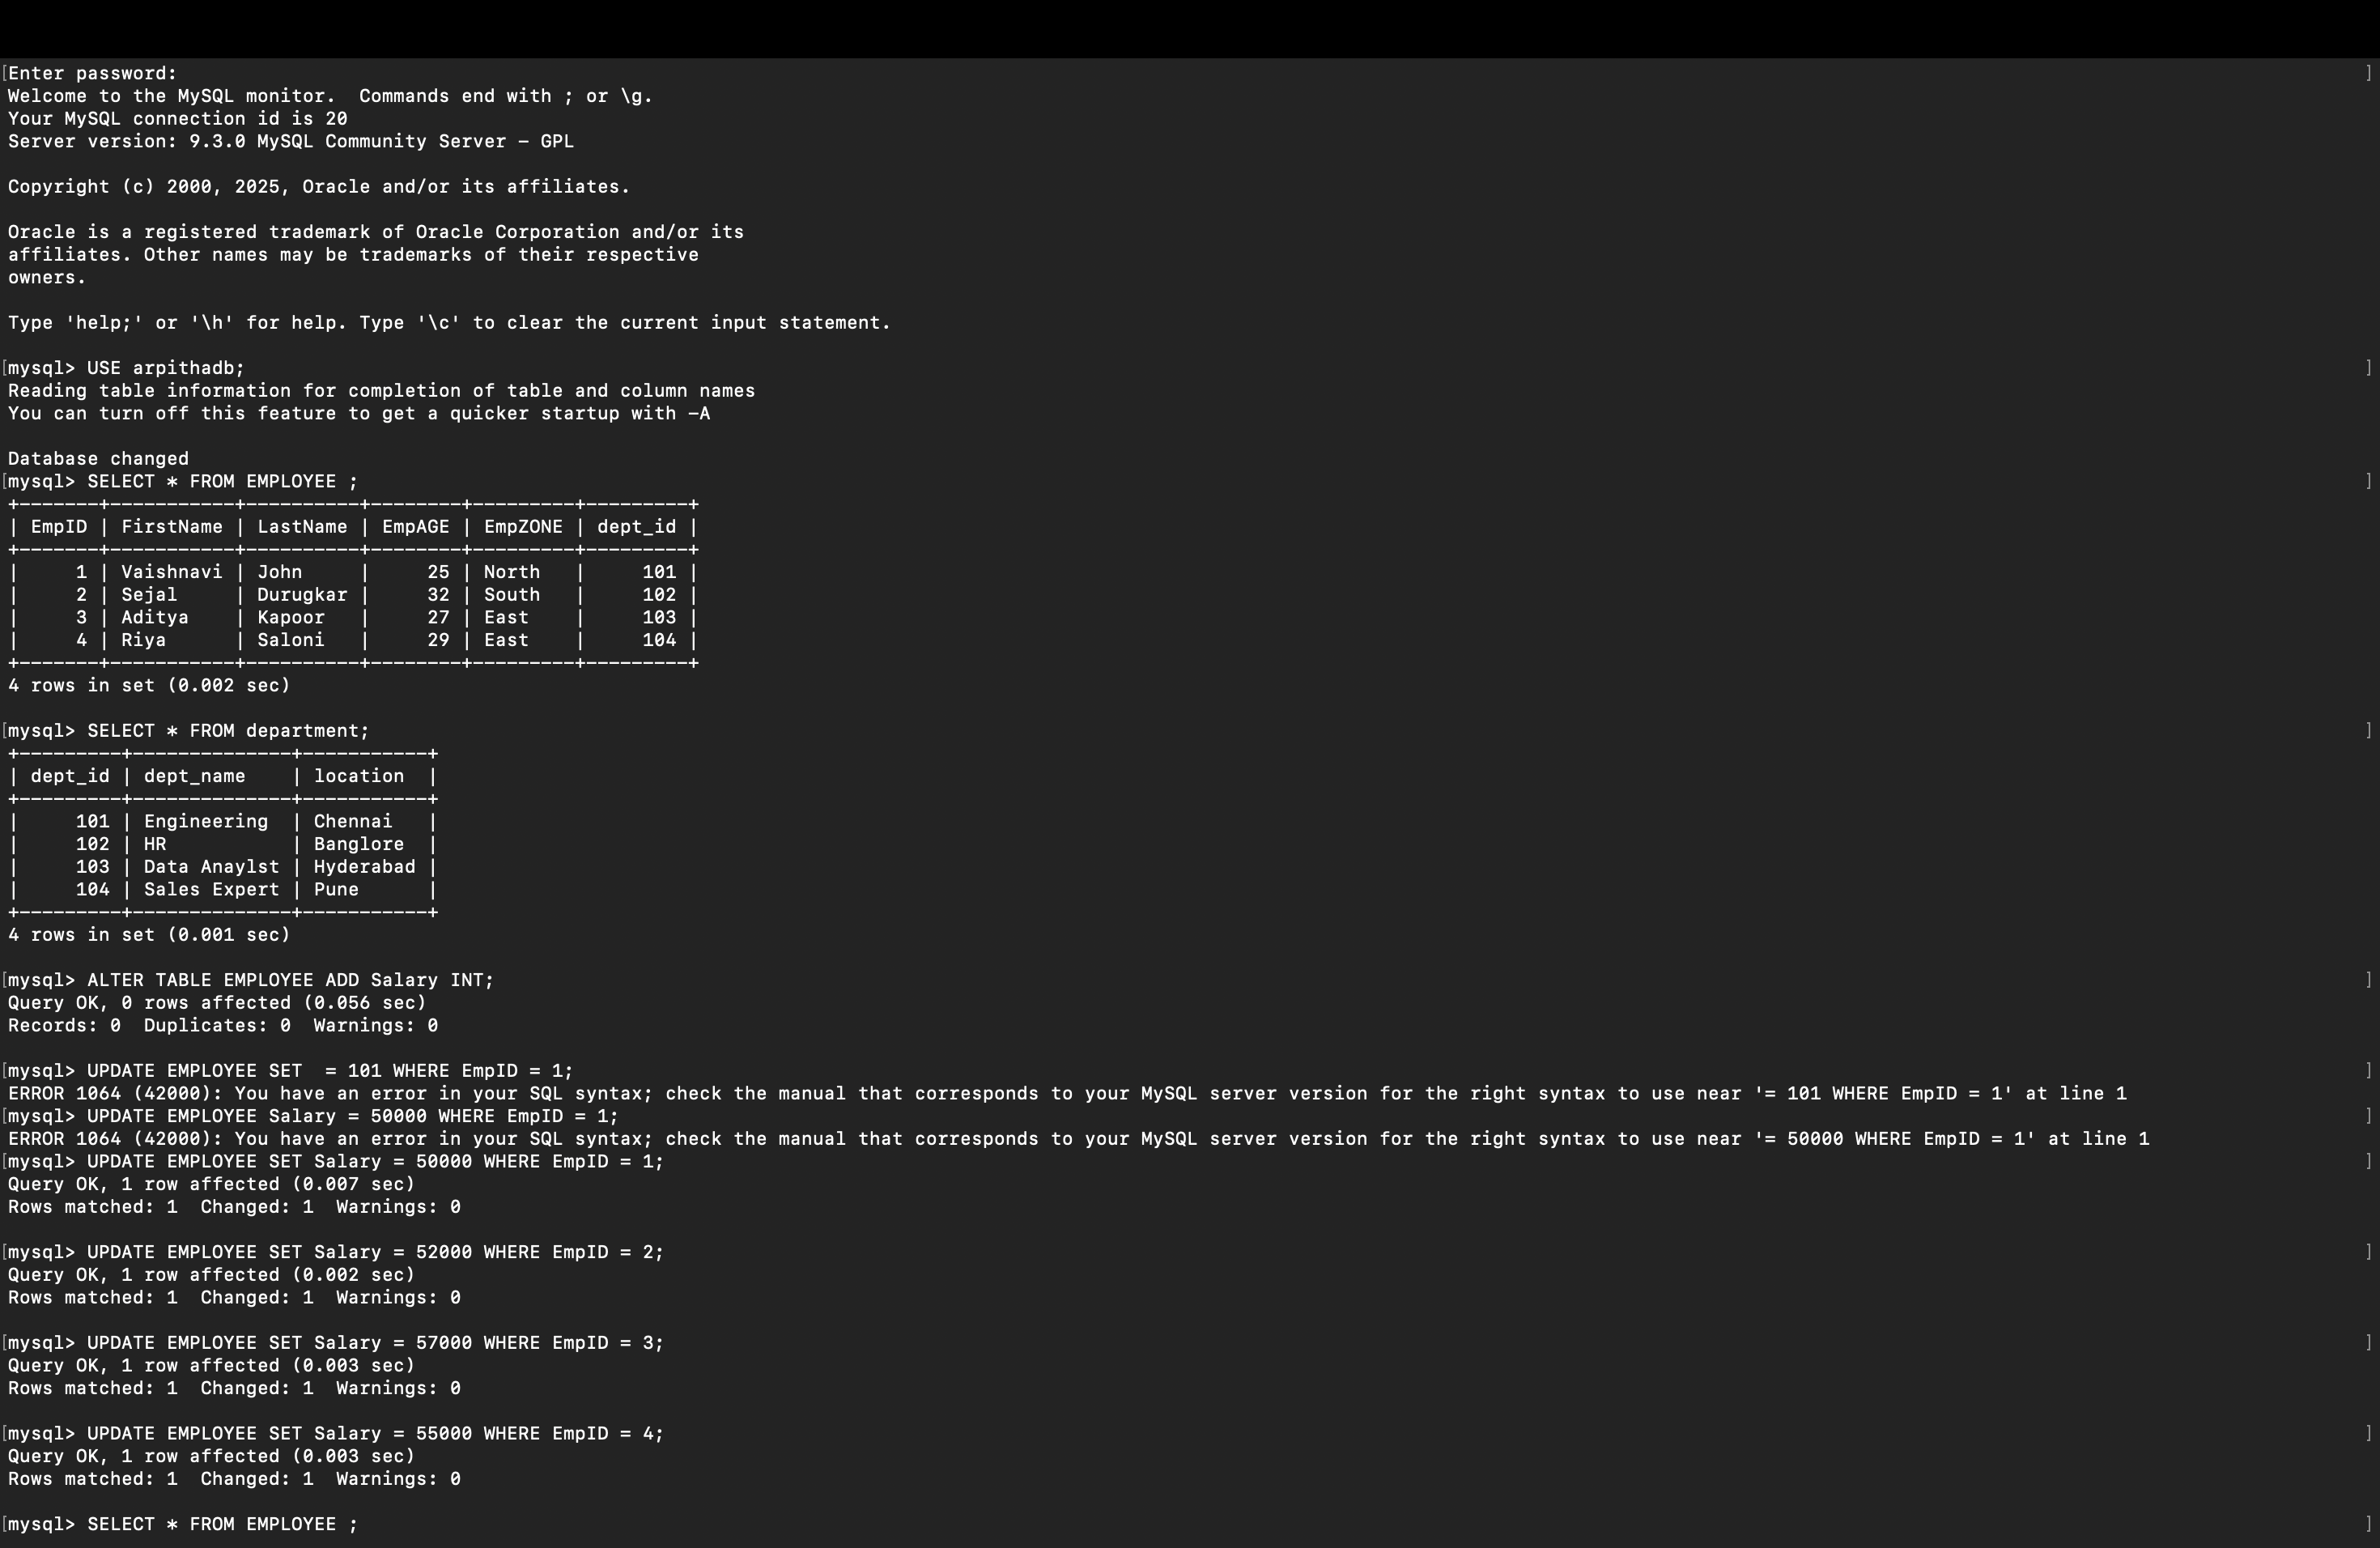 [Enter password: ]
Welcome to the MySQL monitor.  Commands end with ; or \g.
Your MySQL connection id is 20
Server version: 9.3.0 MySQL Community Server - GPL

Copyright (c) 2000, 2025, Oracle and/or its affiliates.

Oracle is a registered trademark of Oracle Corporation and/or its
affiliates. Other names may be trademarks of their respective
owners.

Type 'help;' or '\h' for help. Type '\c' to clear the current input statement.

[mysql> USE arpithadb; ]
Reading table information for completion of table and column names
You can turn off this feature to get a quicker startup with -A

Database changed
[mysql> SELECT * FROM EMPLOYEE ; ]
+-------+-----------+----------+--------+---------+---------+
| EmpID | FirstName | LastName | EmpAGE | EmpZONE | dept_id |
+-------+-----------+----------+--------+---------+---------+
|     1 | Vaishnavi | John     |     25 | North   |     101 |
|     2 | Sejal     | Durugkar |     32 | South   |     102 |
|     3 | Aditya    | Kapoor   |     27 | East    |     103 |
|     4 | Riya      | Saloni   |     29 | East    |     104 |
+-------+-----------+----------+--------+---------+---------+
4 rows in set (0.002 sec)

[mysql> SELECT * FROM department; ]
+---------+--------------+-----------+
| dept_id | dept_name    | location  |
+---------+--------------+-----------+
|     101 | Engineering  | Chennai   |
|     102 | HR           | Banglore  |
|     103 | Data Anaylst | Hyderabad |
|     104 | Sales Expert | Pune      |
+---------+--------------+-----------+
4 rows in set (0.001 sec)

[mysql> ALTER TABLE EMPLOYEE ADD Salary INT; ]
Query OK, 0 rows affected (0.056 sec)
Records: 0  Duplicates: 0  Warnings: 0

[mysql> UPDATE EMPLOYEE SET  = 101 WHERE EmpID = 1; ]
ERROR 1064 (42000): You have an error in your SQL syntax; check the manual that corresponds to your MySQL server version for the right syntax to use near '= 101 WHERE EmpID = 1' at line 1
[mysql> UPDATE EMPLOYEE Salary = 50000 WHERE EmpID = 1; ]
ERROR 1064 (42000): You have an error in your SQL syntax; check the manual that corresponds to your MySQL server version for the right syntax to use near '= 50000 WHERE EmpID = 1' at line 1
[mysql> UPDATE EMPLOYEE SET Salary = 50000 WHERE EmpID = 1; ]
Query OK, 1 row affected (0.007 sec)
Rows matched: 1  Changed: 1  Warnings: 0

[mysql> UPDATE EMPLOYEE SET Salary = 52000 WHERE EmpID = 2; ]
Query OK, 1 row affected (0.002 sec)
Rows matched: 1  Changed: 1  Warnings: 0

[mysql> UPDATE EMPLOYEE SET Salary = 57000 WHERE EmpID = 3; ]
Query OK, 1 row affected (0.003 sec)
Rows matched: 1  Changed: 1  Warnings: 0

[mysql> UPDATE EMPLOYEE SET Salary = 55000 WHERE EmpID = 4; ]
Query OK, 1 row affected (0.003 sec)
Rows matched: 1  Changed: 1  Warnings: 0

[mysql> SELECT * FROM EMPLOYEE ; ]